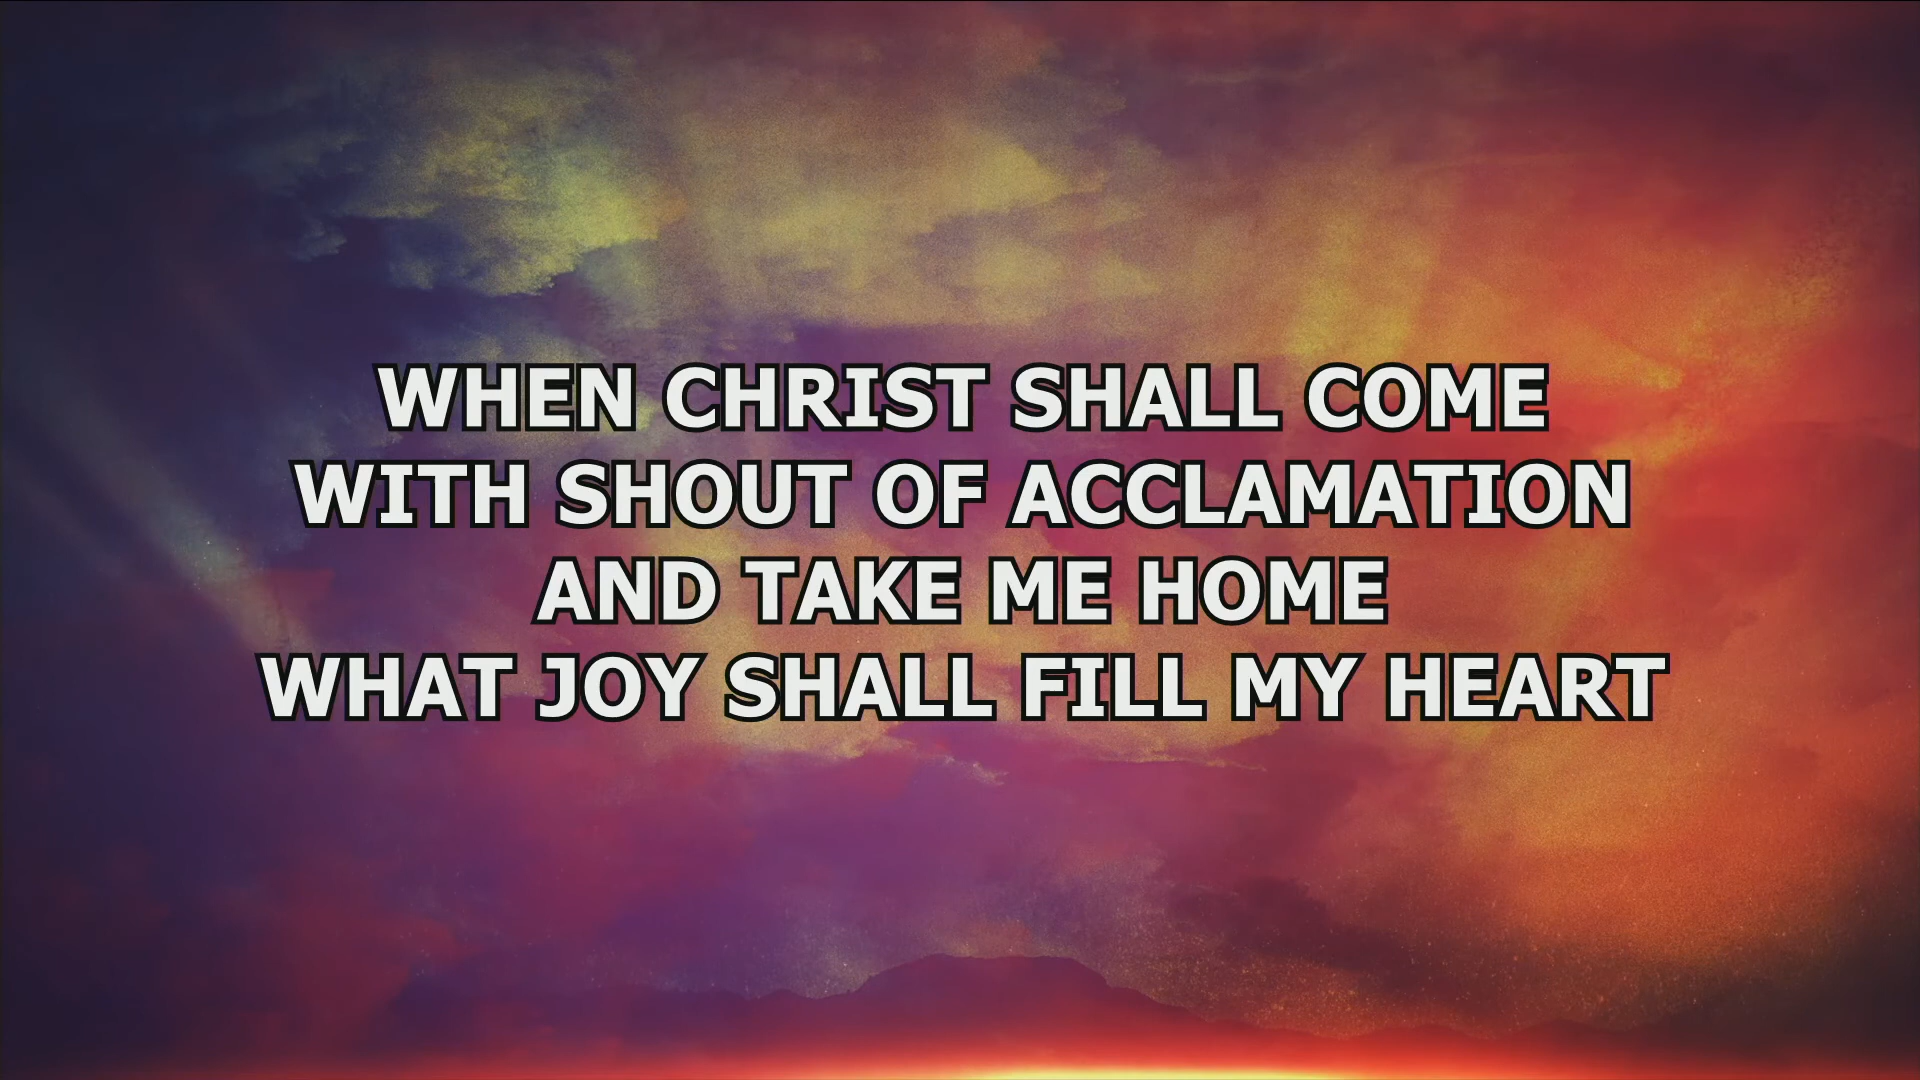 WHEN CHRIST SHALL COME
WITH SHOUT OF ACCLAMATION
AND TAKE ME HOME
WHAT JOY SHALL FILL MY HEART